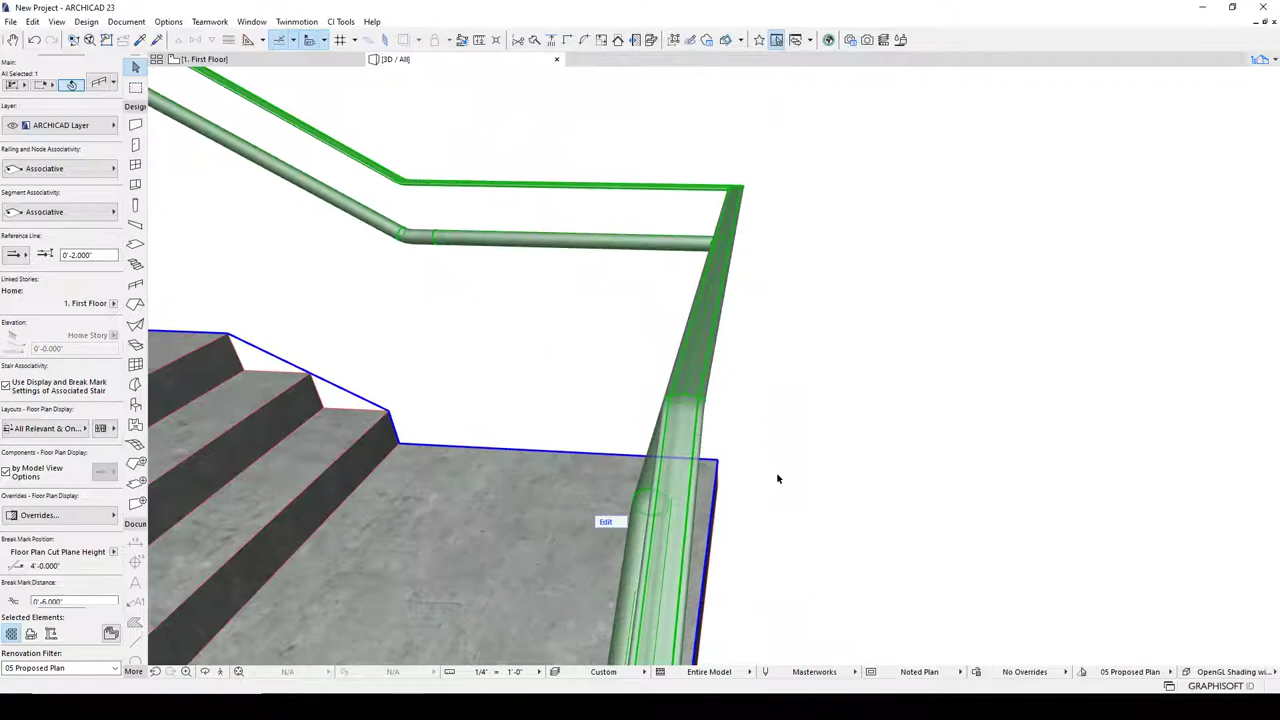 New Project - ARCHICAD 23
File Edit View Design Document Options Teamwork Window Twinmotion CI Tools Help
Main:
All Selected: 1
[1. First Floor]
[3D / All]
Layer:
ARCHICAD Layer
Design
Railing and Node Associativity:
Associative
Segment Associativity:
Associative
Reference Line:
0'-2.000"
Linked Stories:
Home:
1. First Floor
Elevation:
Home Story
0'-0.000"
Stair Associativity:
Use Display and Break Mark
Settings of Associated Stair
Layouts - Floor Plan Display:
All Relevant & On...
Components - Floor Plan Display:
by Model View
Options
Overrides - Floor Plan Display:
Overrides...
Docum
Edit
Break Mark Position:
Floor Plan Cut Plane Height
4'-0.000"
Break Mark Distance:
0'-6.000"
Selected Elements:
Renovation Filter:
05 Proposed Plan
More
N/A
N/A
1/4" = 1'-0"
Custom
Entire Model
Masterworks
Noted Plan
No Overrides
05 Proposed Plan
OpenGL Shading wi...
GRAPHISOFT ID